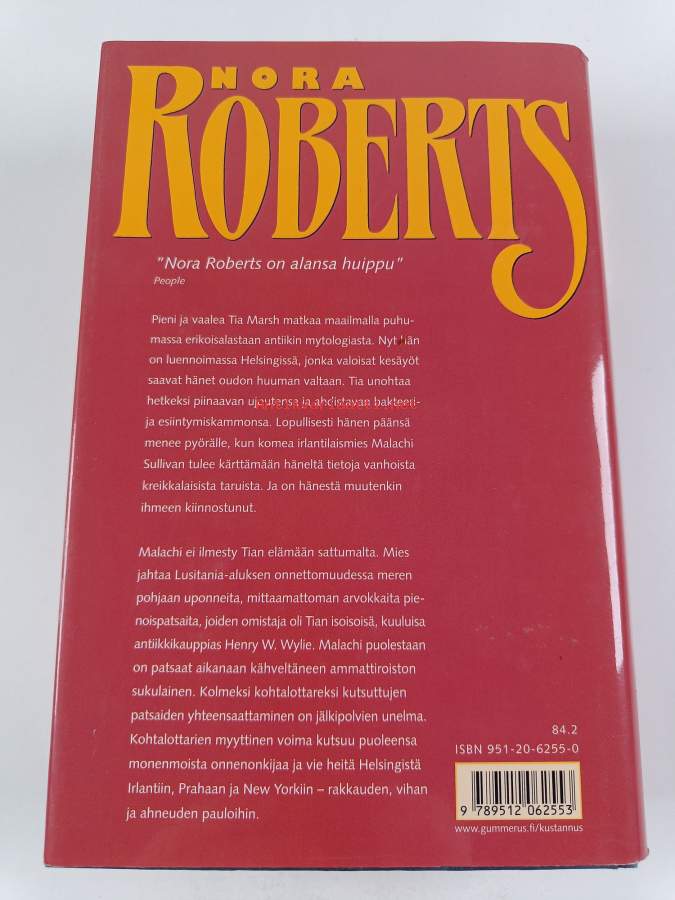 NORA
ROBERTS
"Nora Roberts on alansa huippu"
People
Pieni ja vaalea Tia Marsh matkaa maailmalla puhu-
massa erikoisalastaan antiikin mytologiasta. Nyt hän
on luennoimassa Helsingissä, jonka valoisat kesäyöt
saavat hänet oudon huuman valtaan. Tia unohtaa
hetkeksi piinaavan ujoutensa ja ahdistavan bakteeri-
ja esiintymiskammonsa. Lopullisesti hänen päänsä
menee pyörälle, kun komea irlantilaismies Malachi
Sullivan tulee kärttämään häneltä tietoja vanhoista
kreikkalaisista taruista. Ja on hänestä muutenkin
ihmeen kiinnostunut.
Malachi ei ilmesty Tian elämään sattumalta. Mies
jahtaa Lusitania-aluksen onnettomuudessa meren
pohjaan uponneita, mittaamattoman arvokkaita pie-
noispatsaita, joiden omistaja oli Tian isoisoisä, kuuluisa
antiikkikauppias Henry W. Wylie. Malachi puolestaan
on patsaat aikanaan kähveltäneen ammattiroiston
sukulainen. Kolmeksi kohtalottareksi kutsuttujen
patsaiden yhteensaattaminen on jälkipolvien unelma.
Kohtalottarien myyttinen voima kutsuu puoleensa
monenmoista onnenonkijaa ja vie heitä Helsingistä
Irlantiin, Prahaan ja New Yorkiin – rakkauden, vihan
ja ahneuden pauloihin.
84.2
ISBN 951-20-6255-0
9 789512 062553
www.gummerus.fi/kustannus